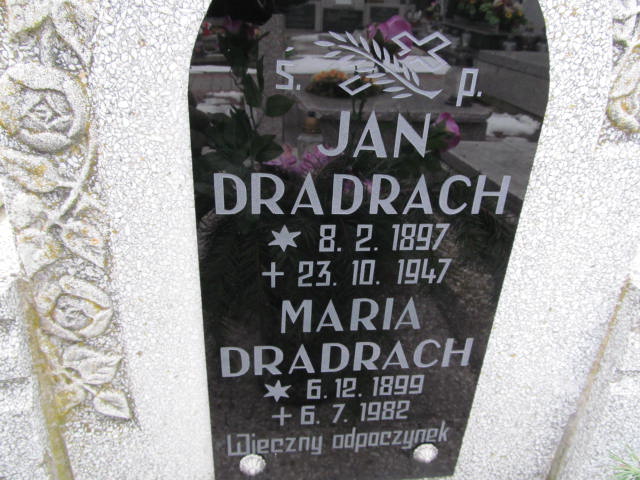 ś. p.
JAN
DRADRACH
* 8. 2. 1897
+ 23. 10. 1947
MARIA
DRADRACH
* 6. 12. 1899
+ 6. 7. 1982
Wieczny odpoczynek